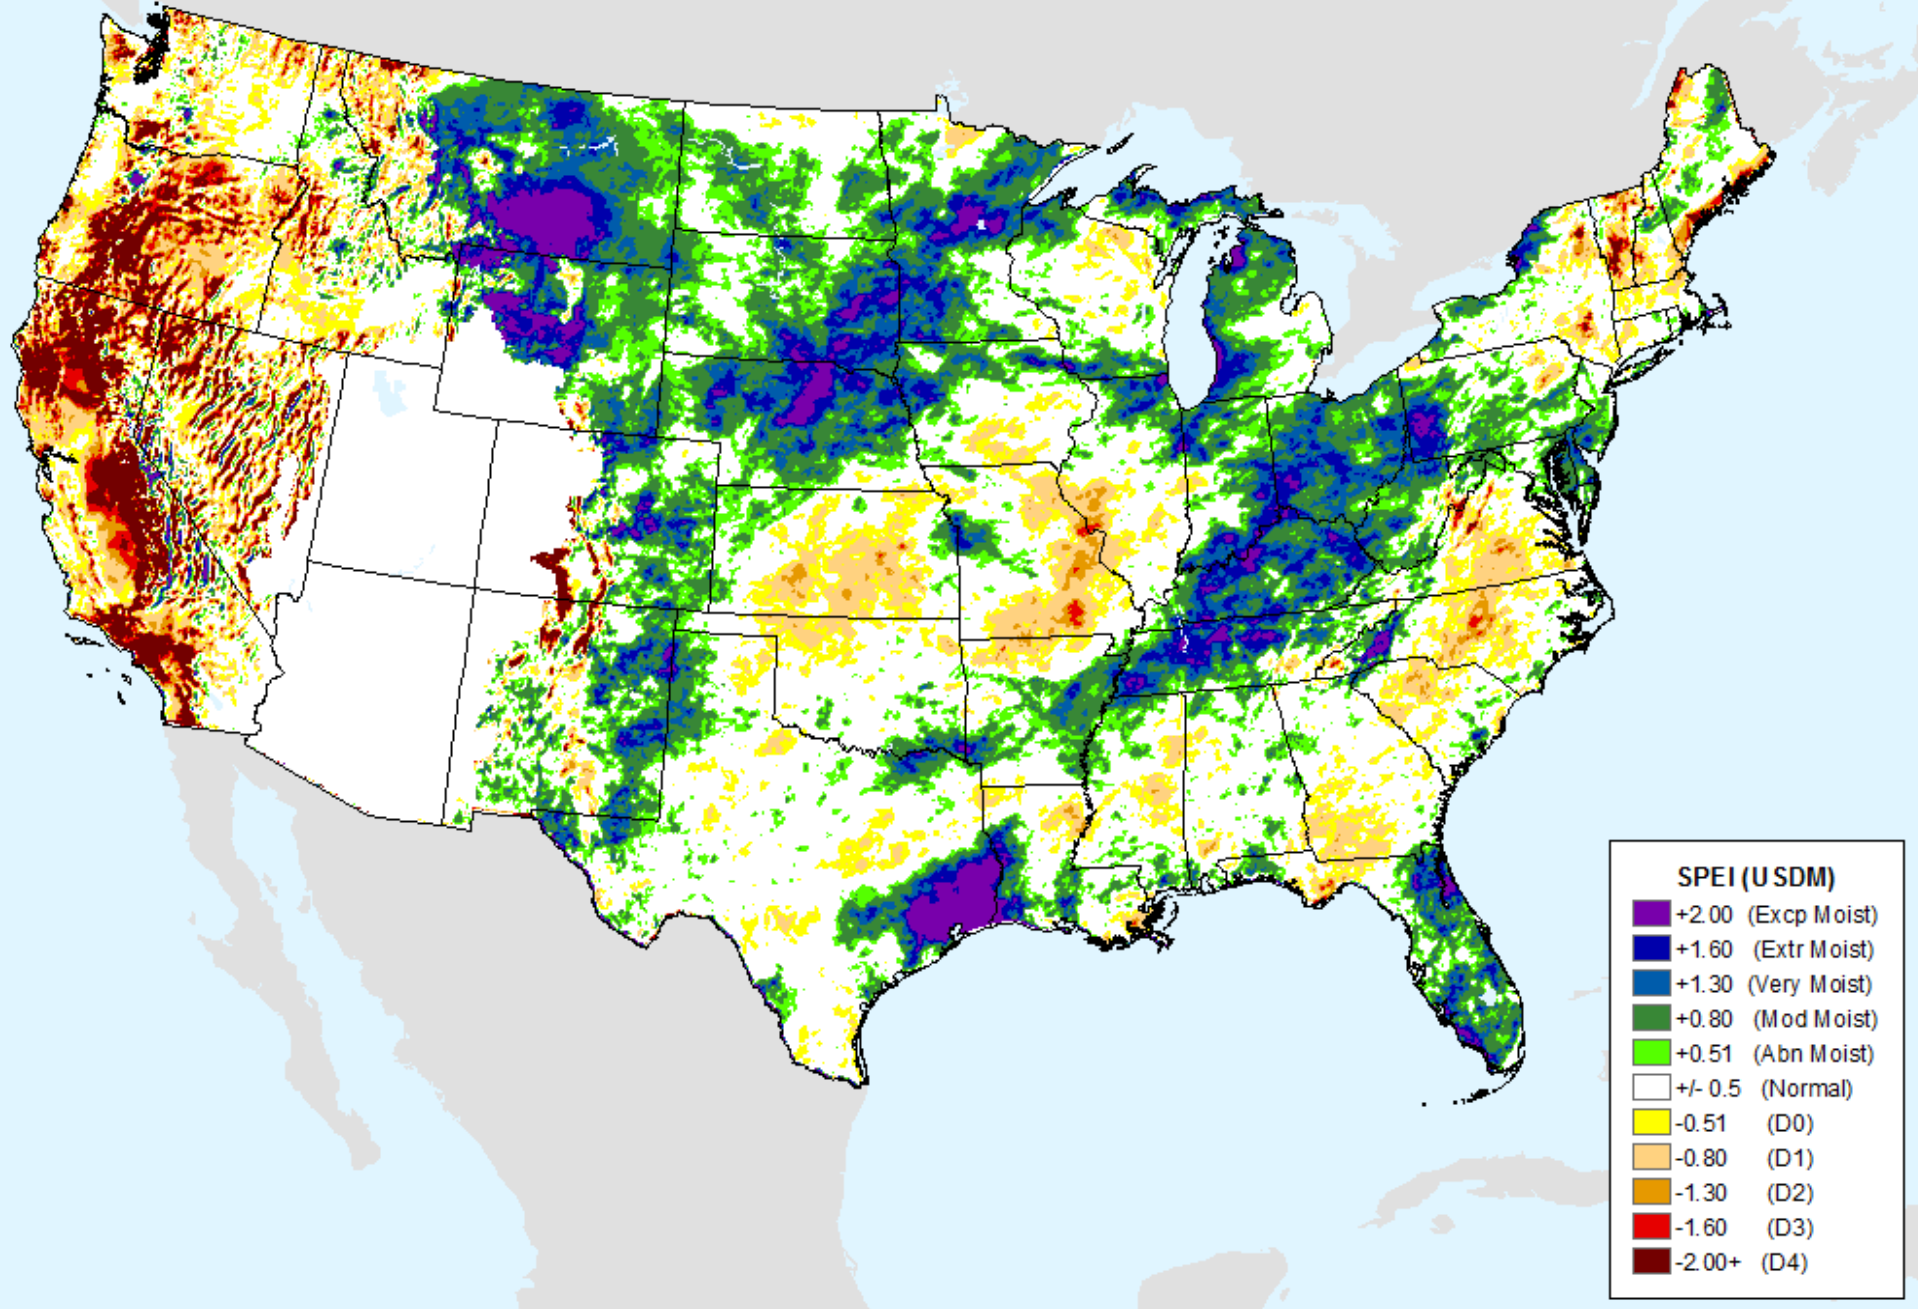 SPEI (USDM)
+2.00 (Excp Moist)
+1.60 (Extr Moist)
+1.30 (Very Moist)
+0.80 (Mod Moist)
+0.51 (Abn Moist)
+/- 0.5 (Normal)
-0.51 (D0)
-0.80 (D1)
-1.30 (D2)
-1.60 (D3)
-2.00+ (D4)